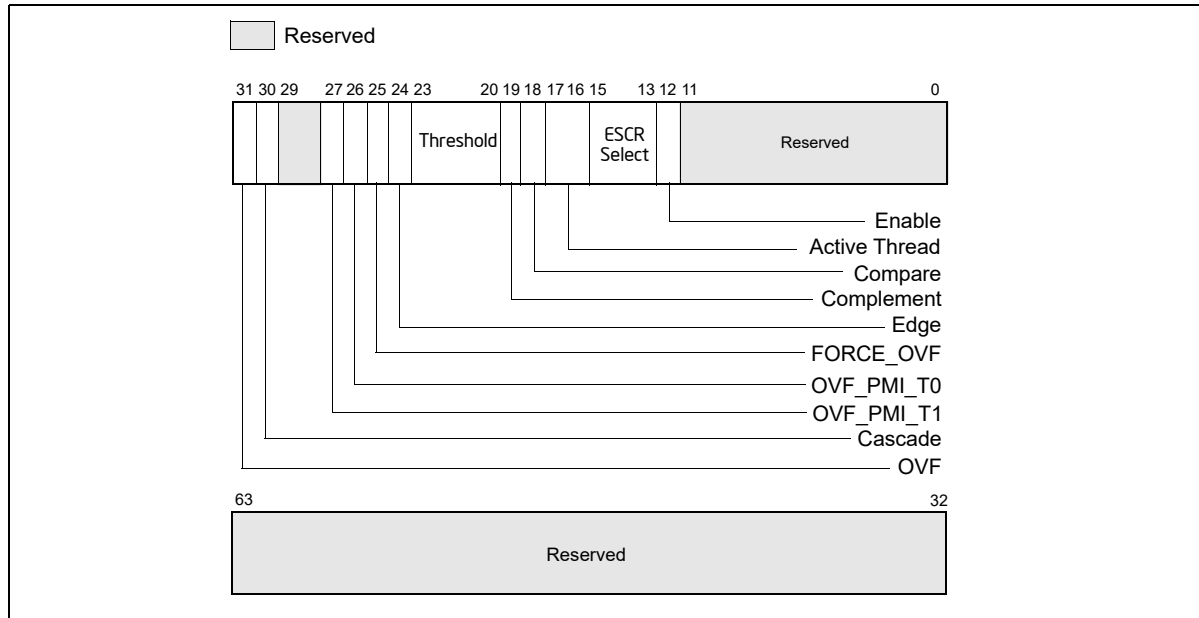 Reserved
31 30 29 27 26 25 24 23 20 19 18 17 16 15 13 12 11 0
Threshold
ESCR
Select
Reserved
Enable
Active Thread
Compare
Complement
Edge
FORCE_OVF
OVF_PMI_T0
OVF_PMI_T1
Cascade
OVF
63 32
Reserved